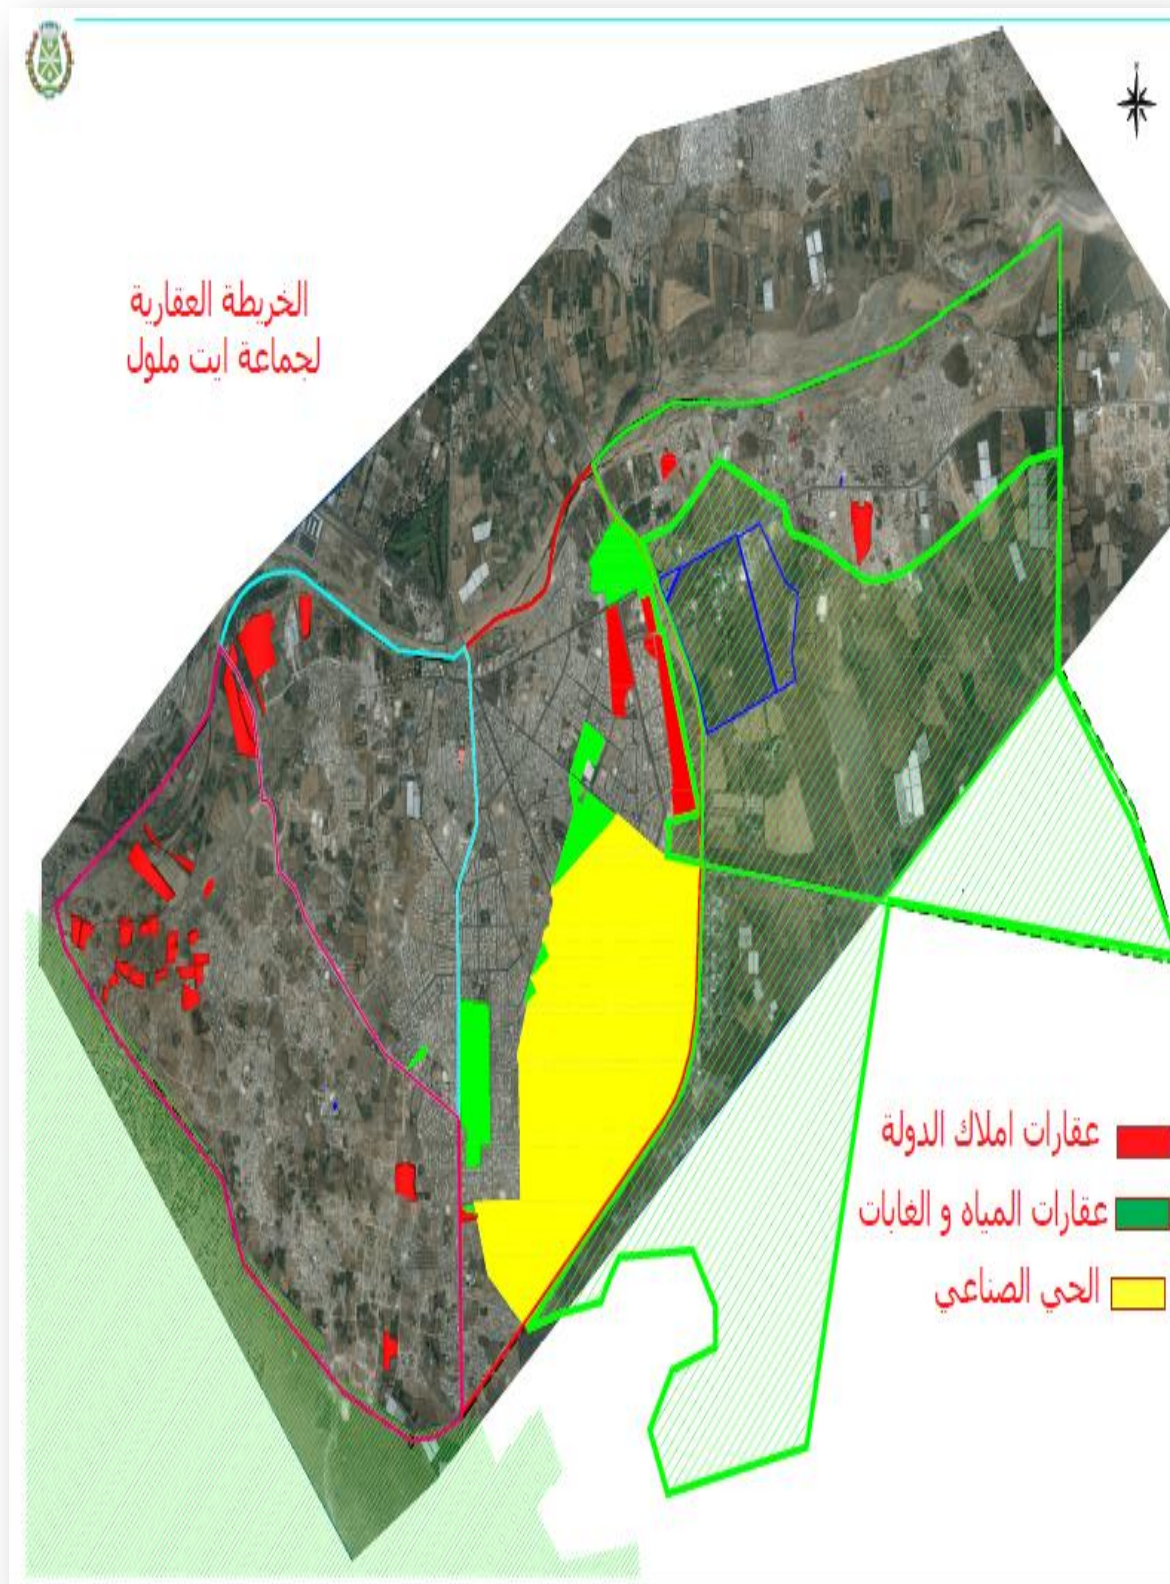 الخريطة العقارية
لجماعة ايت ملول
عقارات املاك الدولة
عقارات المياه و الغابات
الحي الصناعي